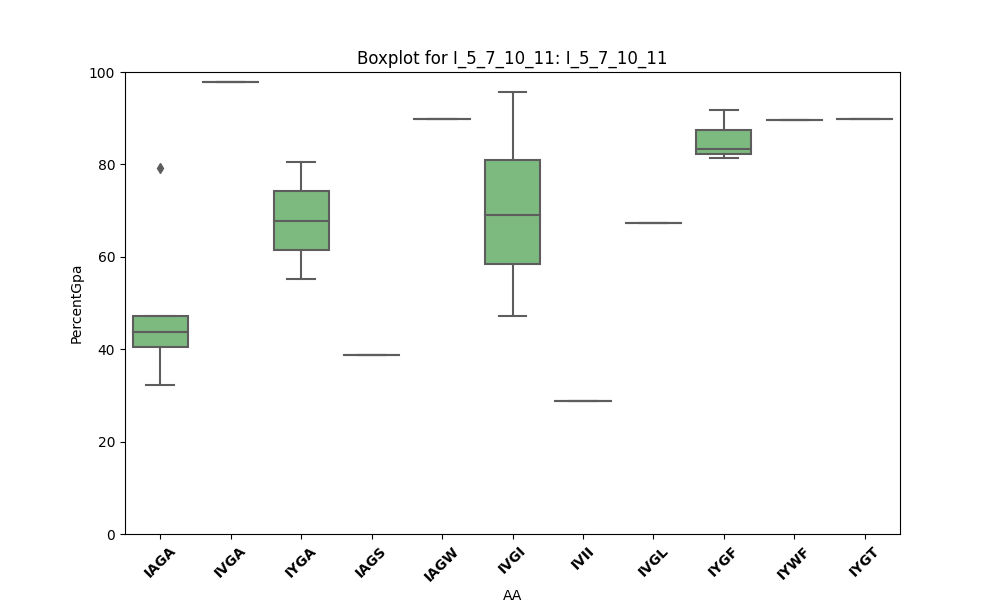 Boxplot for I_5_7_10_11: I_5_7_10_11
100
80
60
40
20
0
PercentGpa
IAGA
IVGA
IYGA
IAGS
IAGW
IVGI
IVII
IVGL
IYGF
IYWF
IYGT
AA